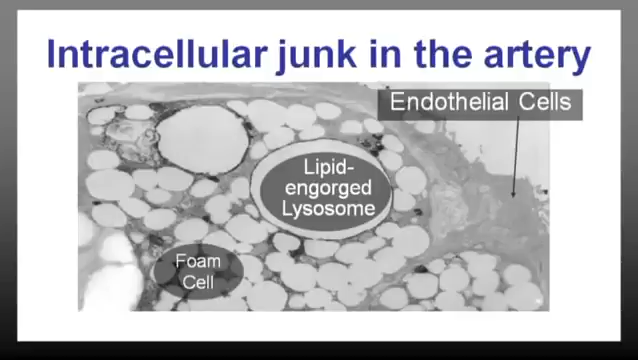 Intracellular junk in the artery
Endothelial Cells
Lipid-
engorged
Lysosome
Foam
Cell